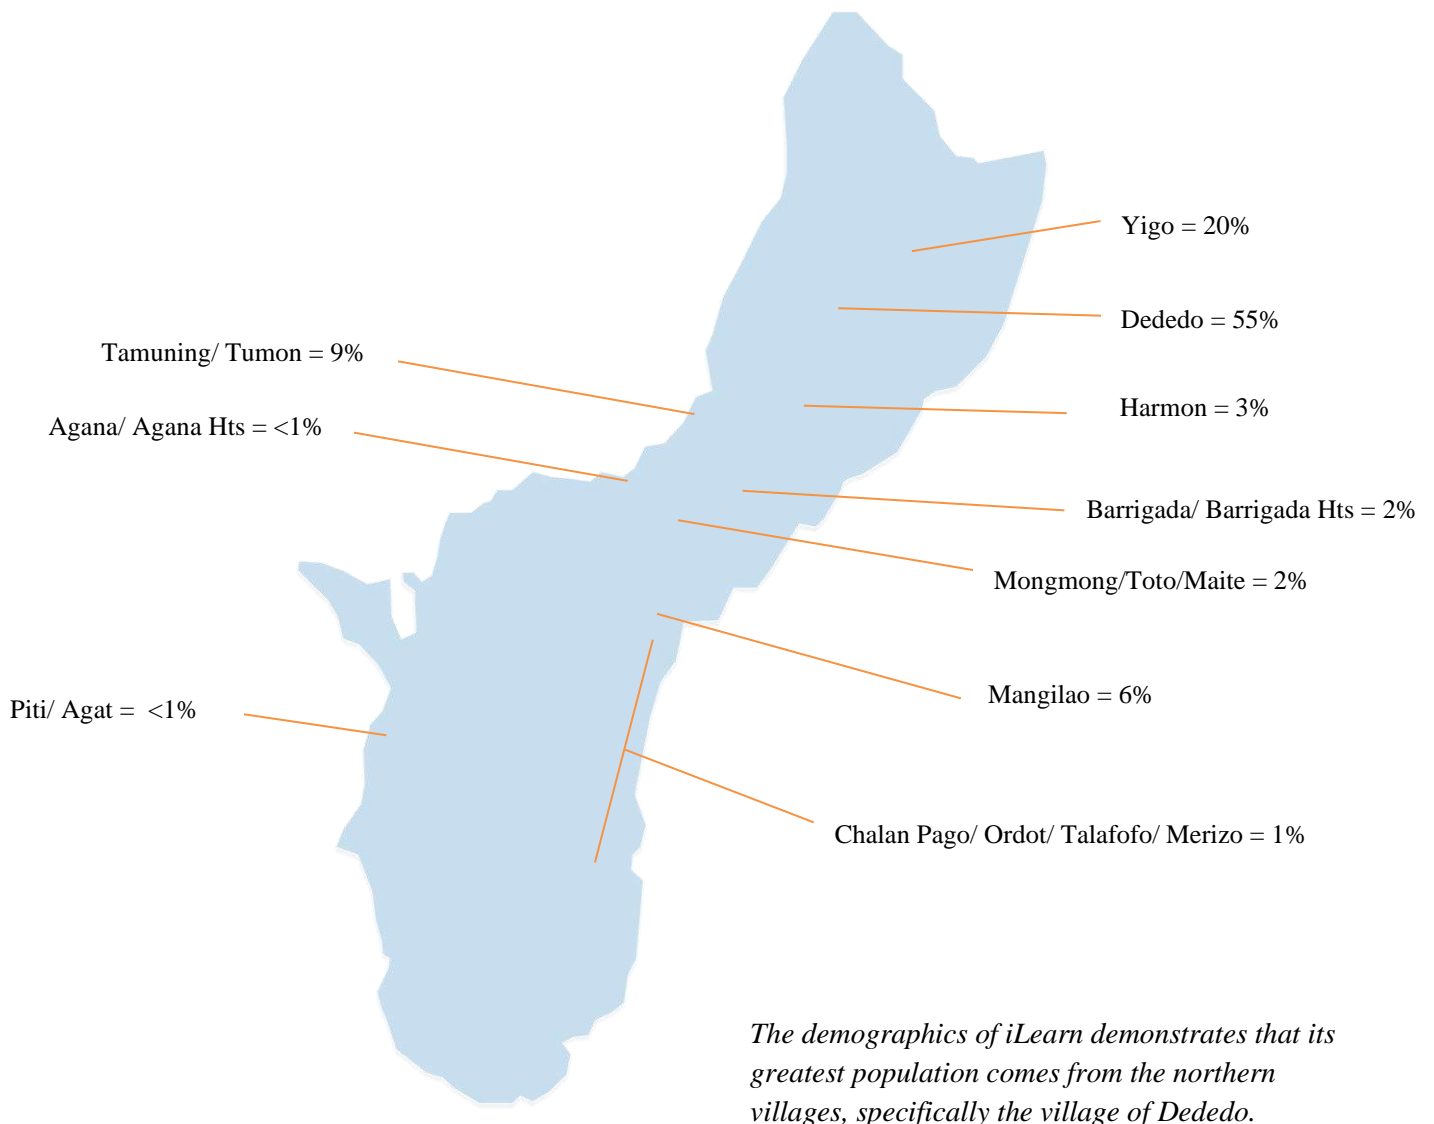 Yigo = 20%
Dededo = 55%
Tamuning/ Tumon = 9%
Harmon = 3%
Agana/ Agana Hts = <1%
Barrigada/ Barrigada Hts = 2%
Mongmong/Toto/Maite = 2%
Mangilao = 6%
Piti/ Agat =  <1%
Chalan Pago/ Ordot/ Talafofo/ Merizo = 1%
The demographics of iLearn demonstrates that its
greatest population comes from the northern
villages, specifically the village of Dededo.